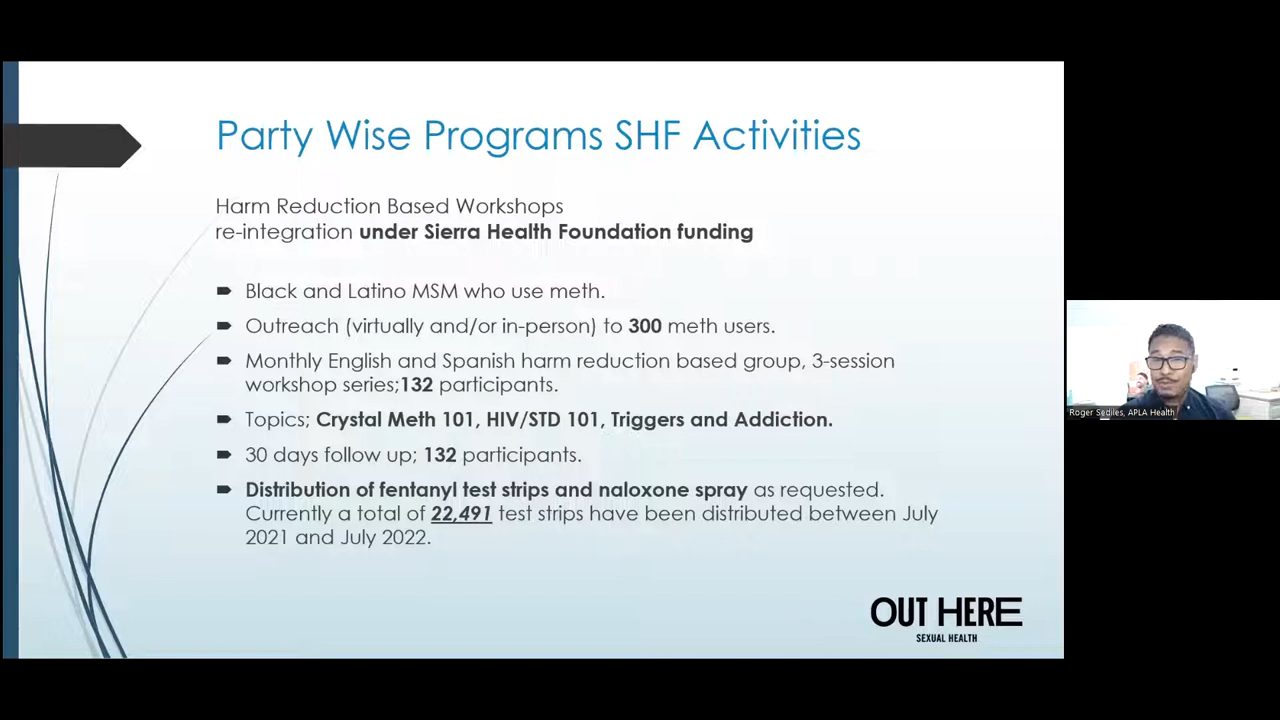 Party Wise Programs SHF Activities
Harm Reduction Based Workshops
re-integration under Sierra Health Foundation funding
Black and Latino MSM who use meth.
Outreach (virtually and/or in-person) to 300 meth users.
Monthly English and Spanish harm reduction based group, 3-session
workshop series;132 participants.
Topics; Crystal Meth 101, HIV/STD 101, Triggers and Addiction.
30 days follow up; 132 participants.
Distribution of fentanyl test strips and naloxone spray as requested.
Currently a total of 22,491 test strips have been distributed between July
2021 and July 2022.
OUT HERE
SEXUAL HEALTH
Roger Sediles, APLA Health